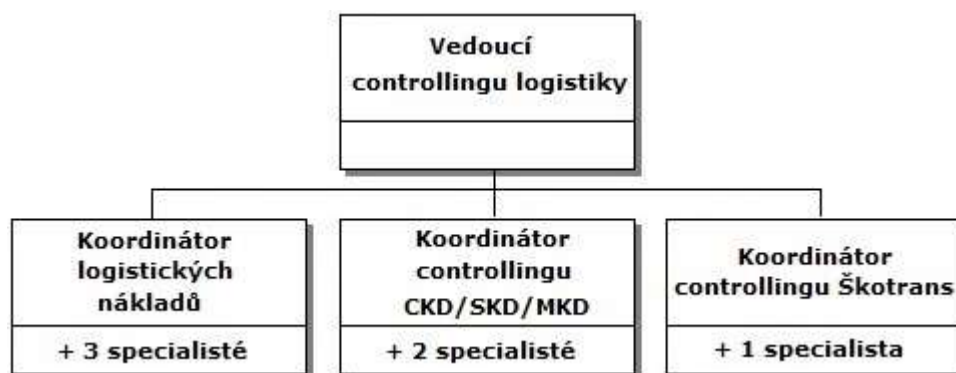 Vedoucí
controllingu logistiky
Koordinátor
logistických
nákladů
+ 3 specialisté
Koordinátor
controllingu
CKD/SKD/MKD
+ 2 specialisté
Koordinátor
controllingu Škotrans
+ 1 specialista